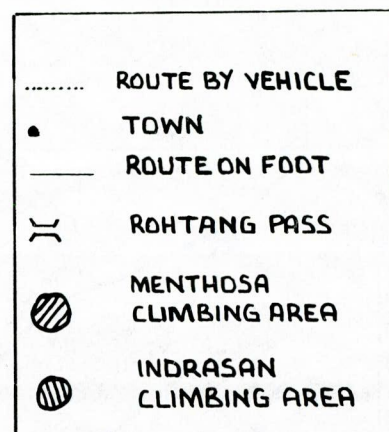 ROUTE BY VEHICLE
TOWN
ROUTE ON FOOT
ROHTANG PASS
MENTHOSA
CLIMBING AREA
INDRASAN
CLIMBING AREA